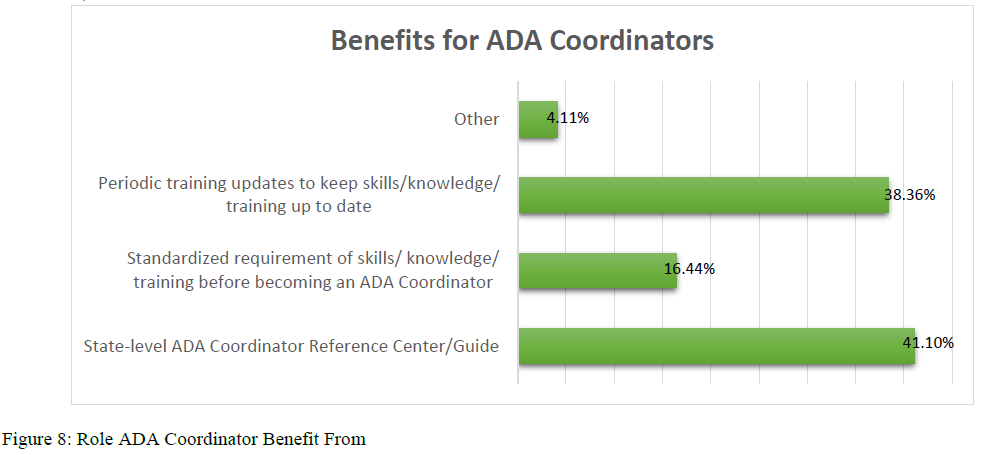 Benefits for ADA Coordinators
Other
4.11%
Periodic training updates to keep skills/knowledge/
training up to date
38.36%
Standardized requirement of skills/ knowledge/
training before becoming an ADA Coordinator
16.44%
State-level ADA Coordinator Reference Center/Guide
41.10%
Figure 8: Role ADA Coordinator Benefit From